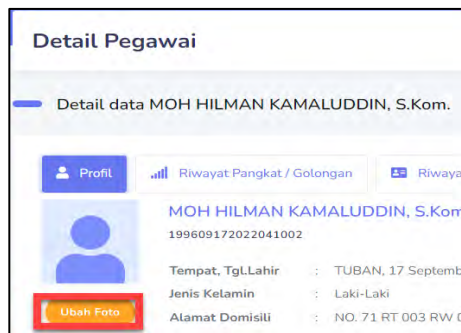 Detail Pegawai
Detail data MOH HILMAN KAMALUDDIN, S.Kom.
Profil Riwayat Pangkat / Golongan Riwaya
MOH HILMAN KAMALUDDIN, S.Kom
199609172022041002
Tempat, Tgl.Lahir : TUBAN, 17 Septemb
Jenis Kelamin : Laki-Laki
Ubah Foto
Alamat Domisili : NO. 71 RT 003 RW